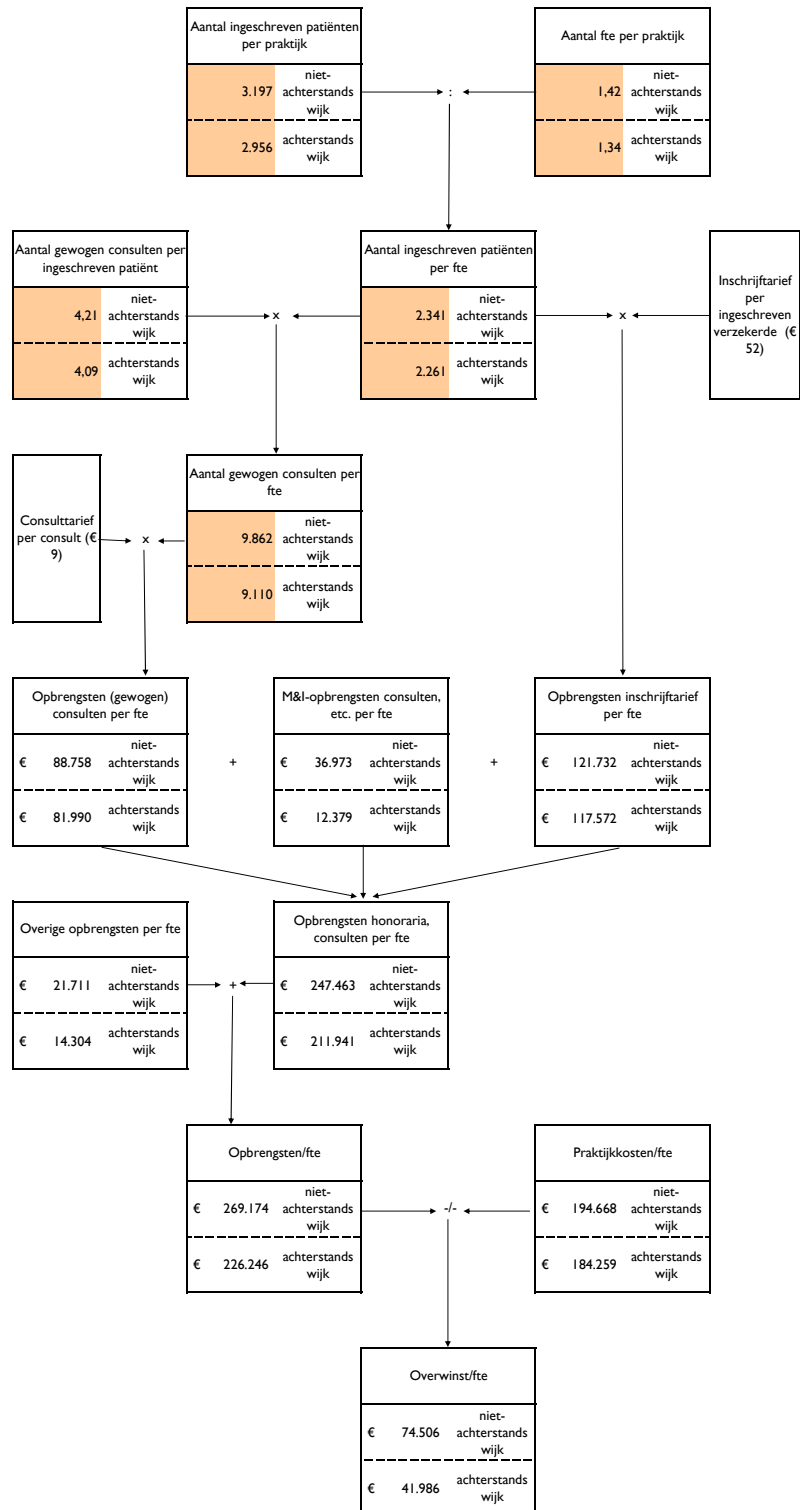 Aantal ingeschreven patiënten
per praktijk
3.197 niet-
achterstands
wijk
2.956 achterstands
wijk
:
Aantal fte per praktijk
1,42 niet-
achterstands
wijk
1,34 achterstands
wijk
Aantal gewogen consulten per
ingeschreven patiënt
4,21 niet-
achterstands
wijk
4,09 achterstands
wijk
x
Aantal ingeschreven patiënten
per fte
2.341 niet-
achterstands
wijk
2.261 achterstands
wijk
x
Inschrijftarief
per
ingeschreven
verzekerde (€
52)
Consulttarief
per consult (€
9)
x
Aantal gewogen consulten per
fte
9.862 niet-
achterstands
wijk
9.110 achterstands
wijk
Opbrengsten (gewogen)
consulten per fte
€ 88.758 niet-
achterstands
wijk
€ 81.990 achterstands
wijk
+
M&I-opbrengsten consulten,
etc. per fte
€ 36.973 niet-
achterstands
wijk
€ 12.379 achterstands
wijk
+
Opbrengsten inschrijftarief
per fte
€ 121.732 niet-
achterstands
wijk
€ 117.572 achterstands
wijk
Overige opbrengsten per fte
€ 21.711 niet-
achterstands
wijk
€ 14.304 achterstands
wijk
+
Opbrengsten honoraria,
consulten per fte
€ 247.463 niet-
achterstands
wijk
€ 211.941 achterstands
wijk
Opbrengsten/fte
€ 269.174 niet-
achterstands
wijk
€ 226.246 achterstands
wijk
-/-
Praktijkkosten/fte
€ 194.668 niet-
achterstands
wijk
€ 184.259 achterstands
wijk
Overwinst/fte
€ 74.506 niet-
achterstands
wijk
€ 41.986 achterstands
wijk